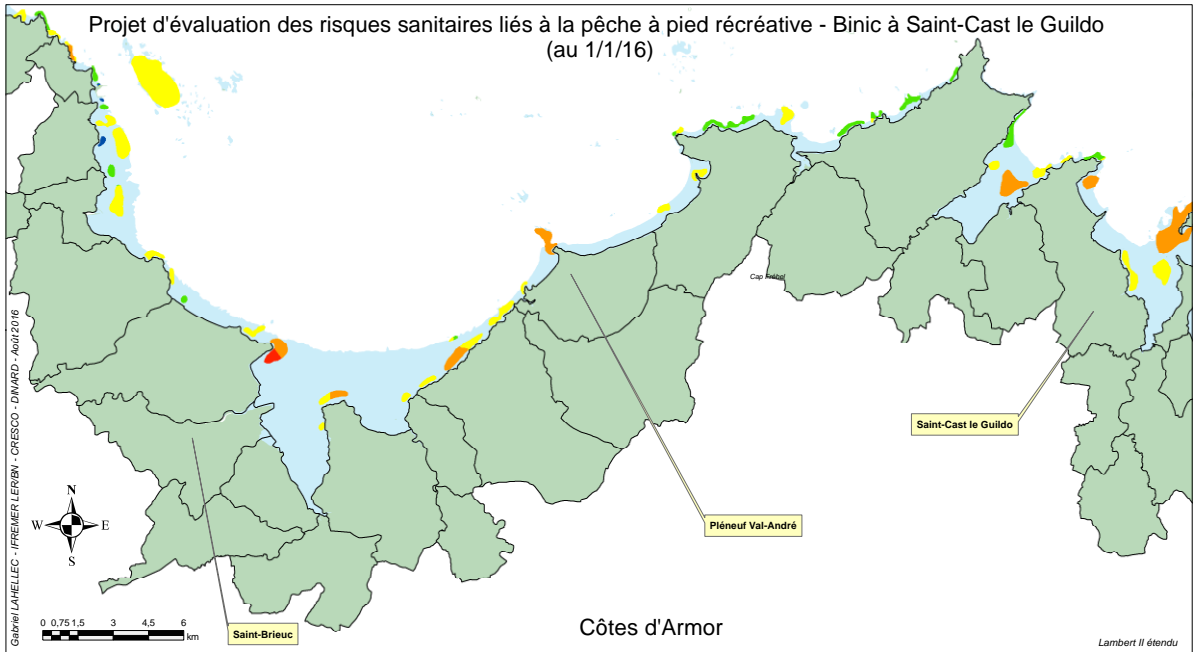 Projet d'évaluation des risques sanitaires liés à la pêche à pied récréative - Binic à Saint-Cast le Guildo
(au 1/1/16)
Cap Fréhel
Saint-Cast le Guildo
Pléneuf Val-André
Saint-Brieuc
Côtes d'Armor
N
W E
S
0 0,75 1,5 3 4,5 6
km
Lambert II étendu
Gabriel LAHELLEC - IFREMER LER/BN - CRESCO - DINARD - Août 2016